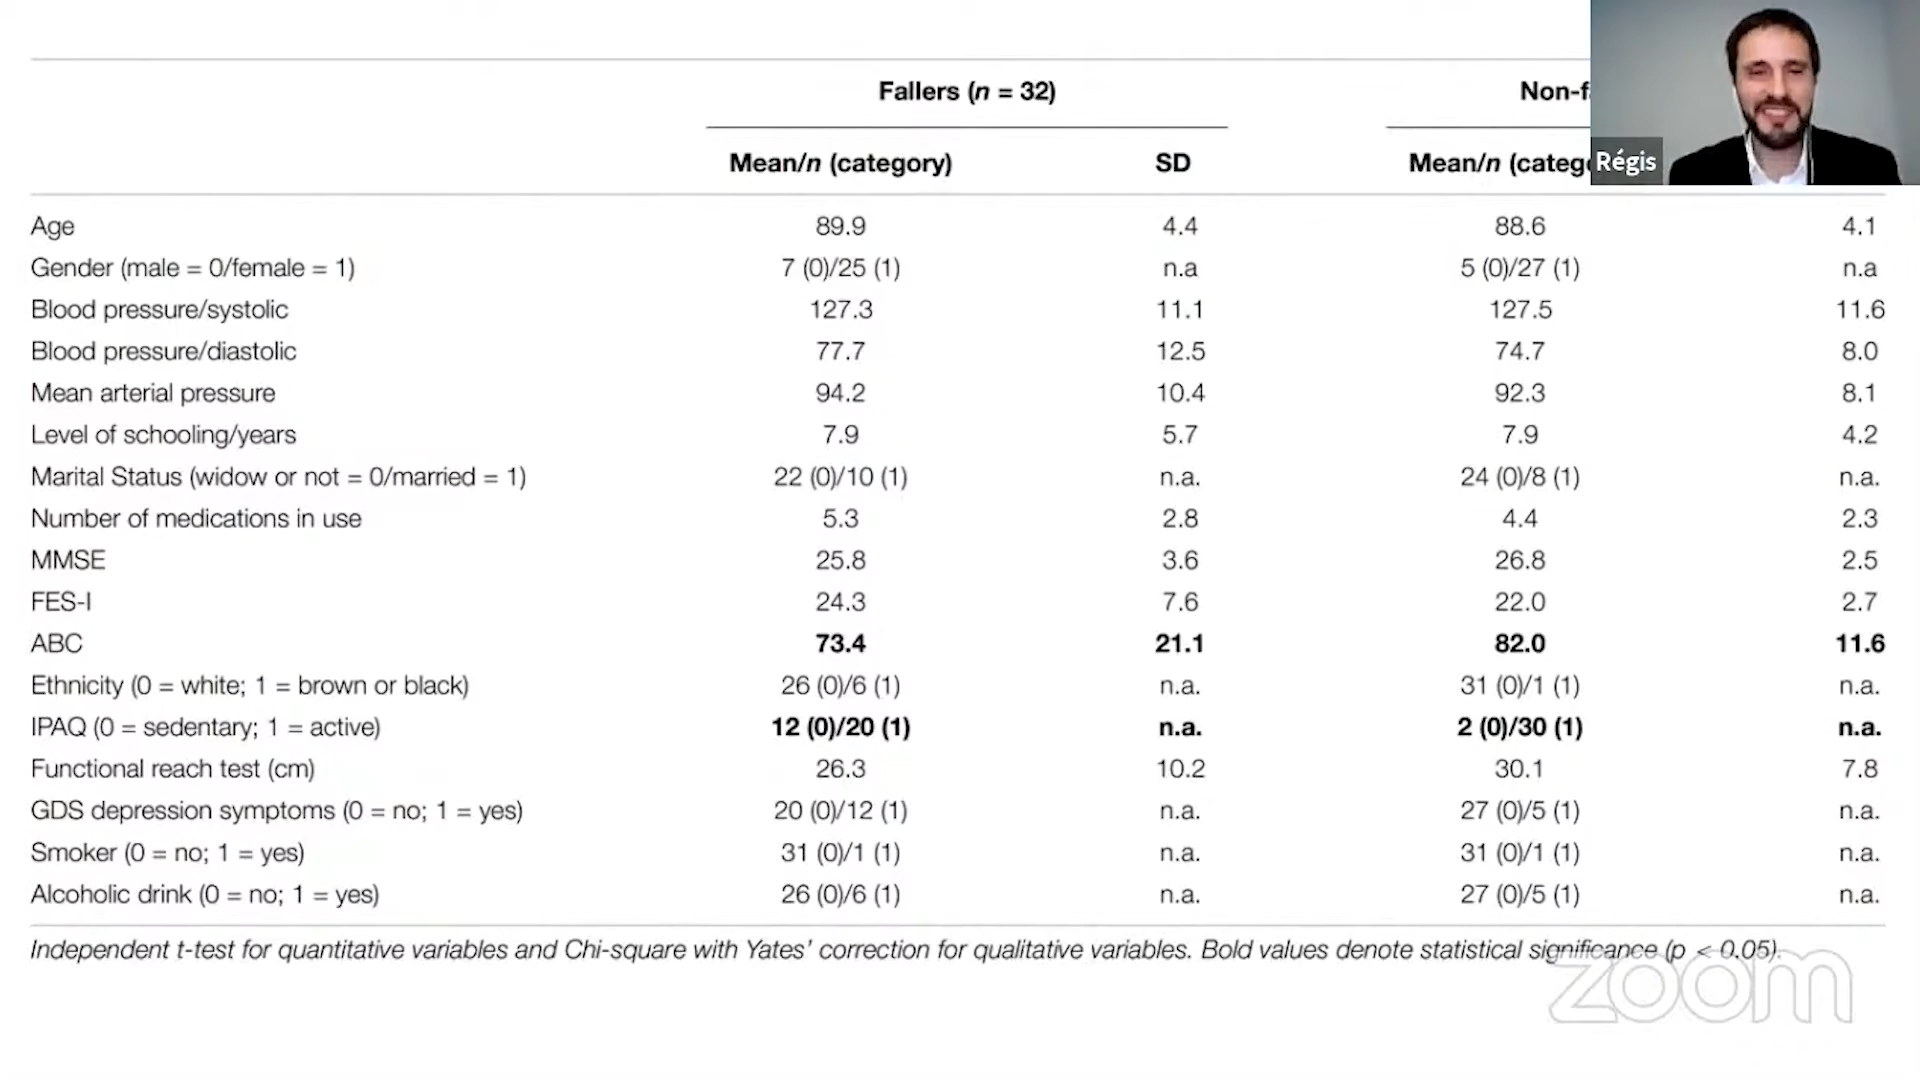 Fallers (n = 32) Non-f
Mean/n (category) SD Mean/n (categ
Régis
Age 89.9 4.4 88.6 4.1
Gender (male = 0/female = 1) 7 (0)/25 (1) n.a 5 (0)/27 (1) n.a
Blood pressure/systolic 127.3 11.1 127.5 11.6
Blood pressure/diastolic 77.7 12.5 74.7 8.0
Mean arterial pressure 94.2 10.4 92.3 8.1
Level of schooling/years 7.9 5.7 7.9 4.2
Marital Status (widow or not = 0/married = 1) 22 (0)/10 (1) n.a. 24 (0)/8 (1) n.a.
Number of medications in use 5.3 2.8 4.4 2.3
MMSE 25.8 3.6 26.8 2.5
FES-I 24.3 7.6 22.0 2.7
ABC 73.4 21.1 82.0 11.6
Ethnicity (0 = white; 1 = brown or black) 26 (0)/6 (1) n.a. 31 (0)/1 (1) n.a.
IPAQ (0 = sedentary; 1 = active) 12 (0)/20 (1) n.a. 2 (0)/30 (1) n.a.
Functional reach test (cm) 26.3 10.2 30.1 7.8
GDS depression symptoms (0 = no; 1 = yes) 20 (0)/12 (1) n.a. 27 (0)/5 (1) n.a.
Smoker (0 = no; 1 = yes) 31 (0)/1 (1) n.a. 31 (0)/1 (1) n.a.
Alcoholic drink (0 = no; 1 = yes) 26 (0)/6 (1) n.a. 27 (0)/5 (1) n.a.
Independent t-test for quantitative variables and Chi-square with Yates' correction for qualitative variables. Bold values denote statistical significance (p < 0.05).
zoom